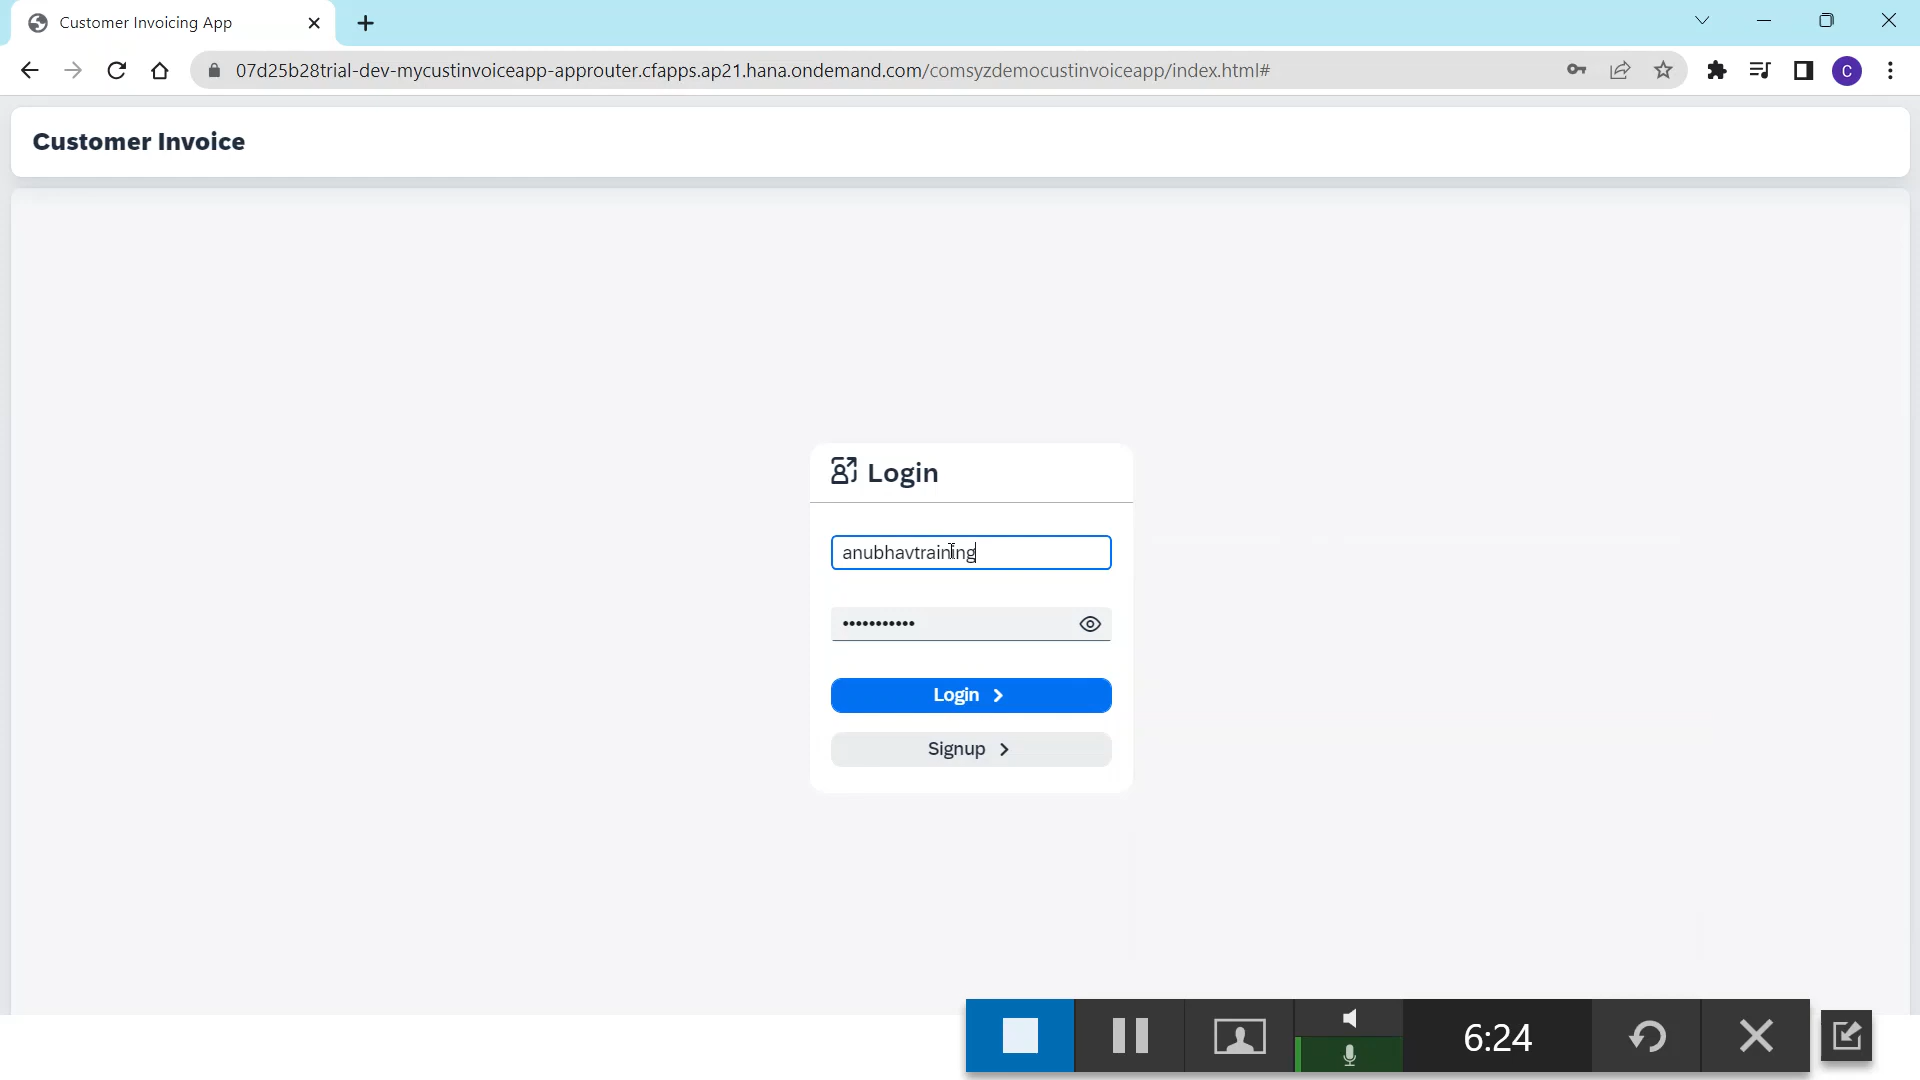 Customer Invoicing App
07d25b28trial-dev-mycustinvoiceapp-approuter.cfapps.ap21.hana.ondemand.com/comsyzdemocustinvoiceapp/index.html#
C
Customer Invoice
Login
anubhavtraining
•••••••••••
Login
Signup
6:24